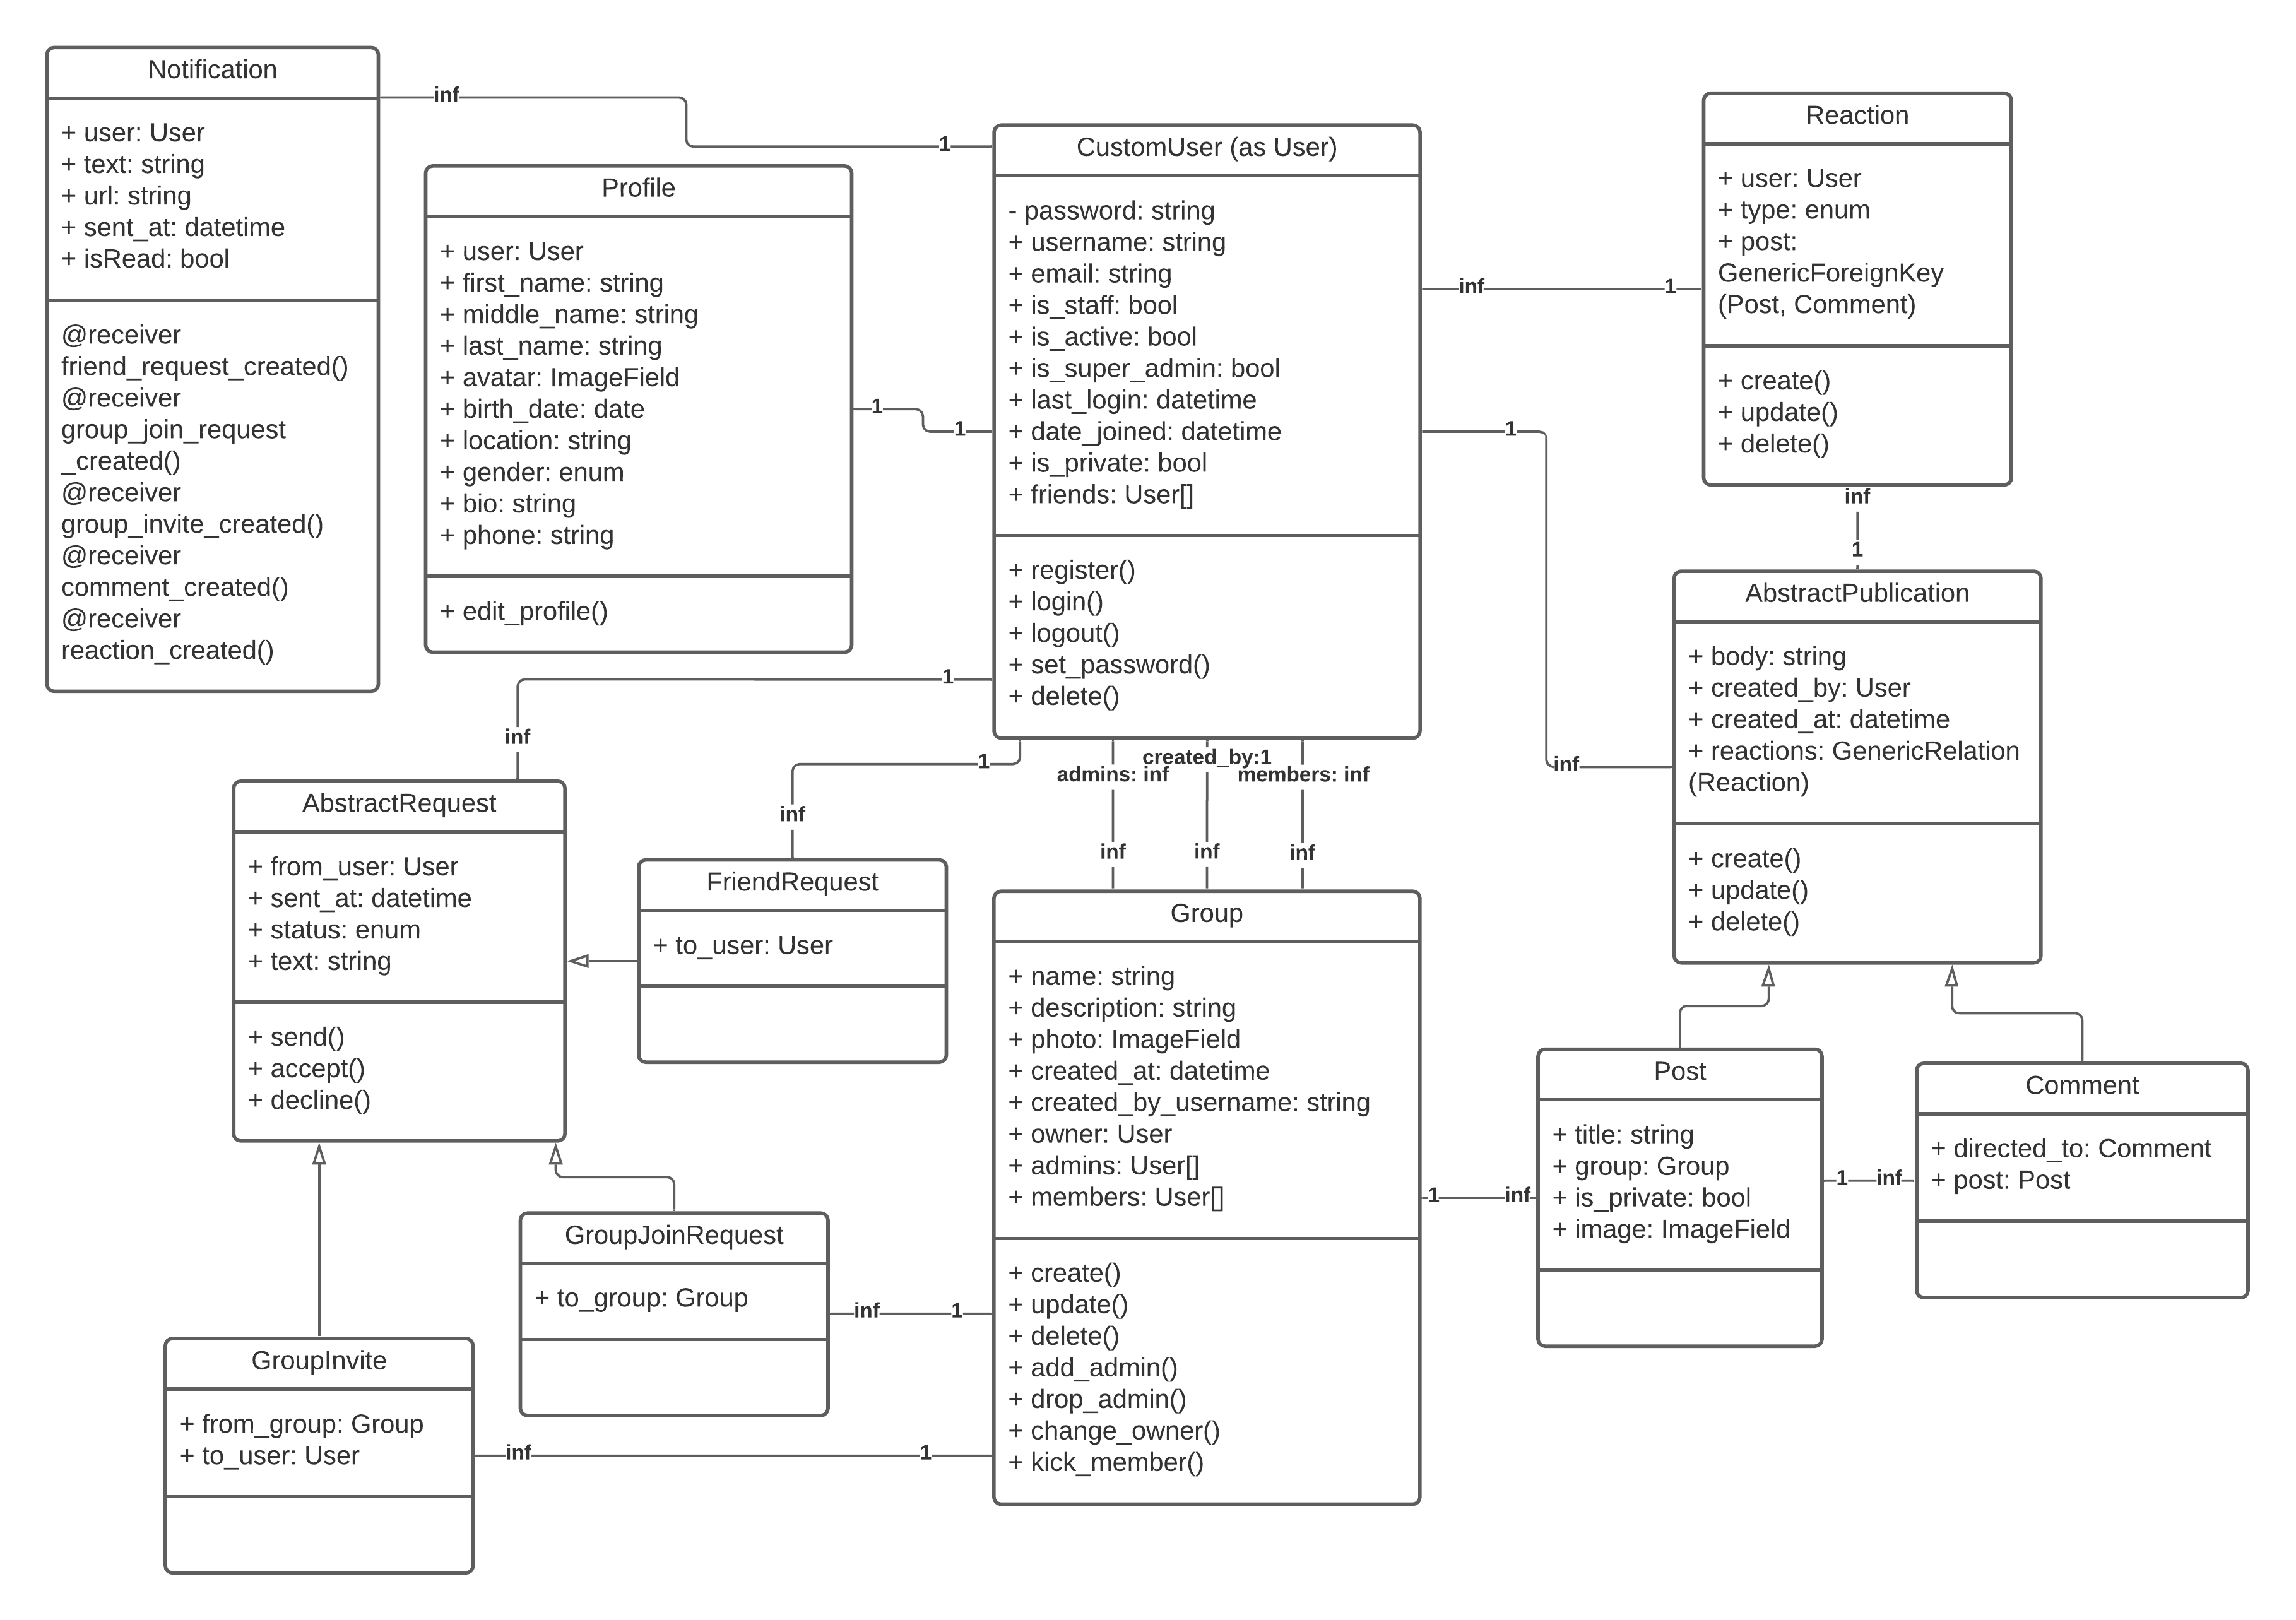 Notification
+ user: User
+ text: string
+ url: string
+ sent_at: datetime
+ isRead: bool
@receiver
friend_request_created()
@receiver
group_join_request
_created()
@receiver
group_invite_created()
@receiver
comment_created()
@receiver
reaction_created()
inf
1
Profile
+ user: User
+ first_name: string
+ middle_name: string
+ last_name: string
+ avatar: ImageField
+ birth_date: date
+ location: string
+ gender: enum
+ bio: string
+ phone: string
+ edit_profile()
1
1
CustomUser (as User)
- password: string
+ username: string
+ email: string
+ is_staff: bool
+ is_active: bool
+ is_super_admin: bool
+ last_login: datetime
+ date_joined: datetime
+ is_private: bool
+ friends: User[]
+ register()
+ login()
+ logout()
+ set_password()
+ delete()
inf
1
1
inf
Reaction
+ user: User
+ type: enum
+ post:
GenericForeignKey
(Post, Comment)
+ create()
+ update()
+ delete()
inf
1
AbstractPublication
+ body: string
+ created_by: User
+ created_at: datetime
+ reactions: GenericRelation
(Reaction)
+ create()
+ update()
+ delete()
1
inf
1
inf
created_by:1
admins: inf
members: inf
inf
inf
inf
AbstractRequest
+ from_user: User
+ sent_at: datetime
+ status: enum
+ text: string
+ send()
+ accept()
+ decline()
FriendRequest
+ to_user: User
Group
+ name: string
+ description: string
+ photo: ImageField
+ created_at: datetime
+ created_by_username: string
+ owner: User
+ admins: User[]
+ members: User[]
+ create()
+ update()
+ delete()
+ add_admin()
+ drop_admin()
+ change_owner()
+ kick_member()
1
inf
Post
+ title: string
+ group: Group
+ is_private: bool
+ image: ImageField
1
inf
Comment
+ directed_to: Comment
+ post: Post
GroupJoinRequest
+ to_group: Group
inf
1
GroupInvite
+ from_group: Group
+ to_user: User
inf
1